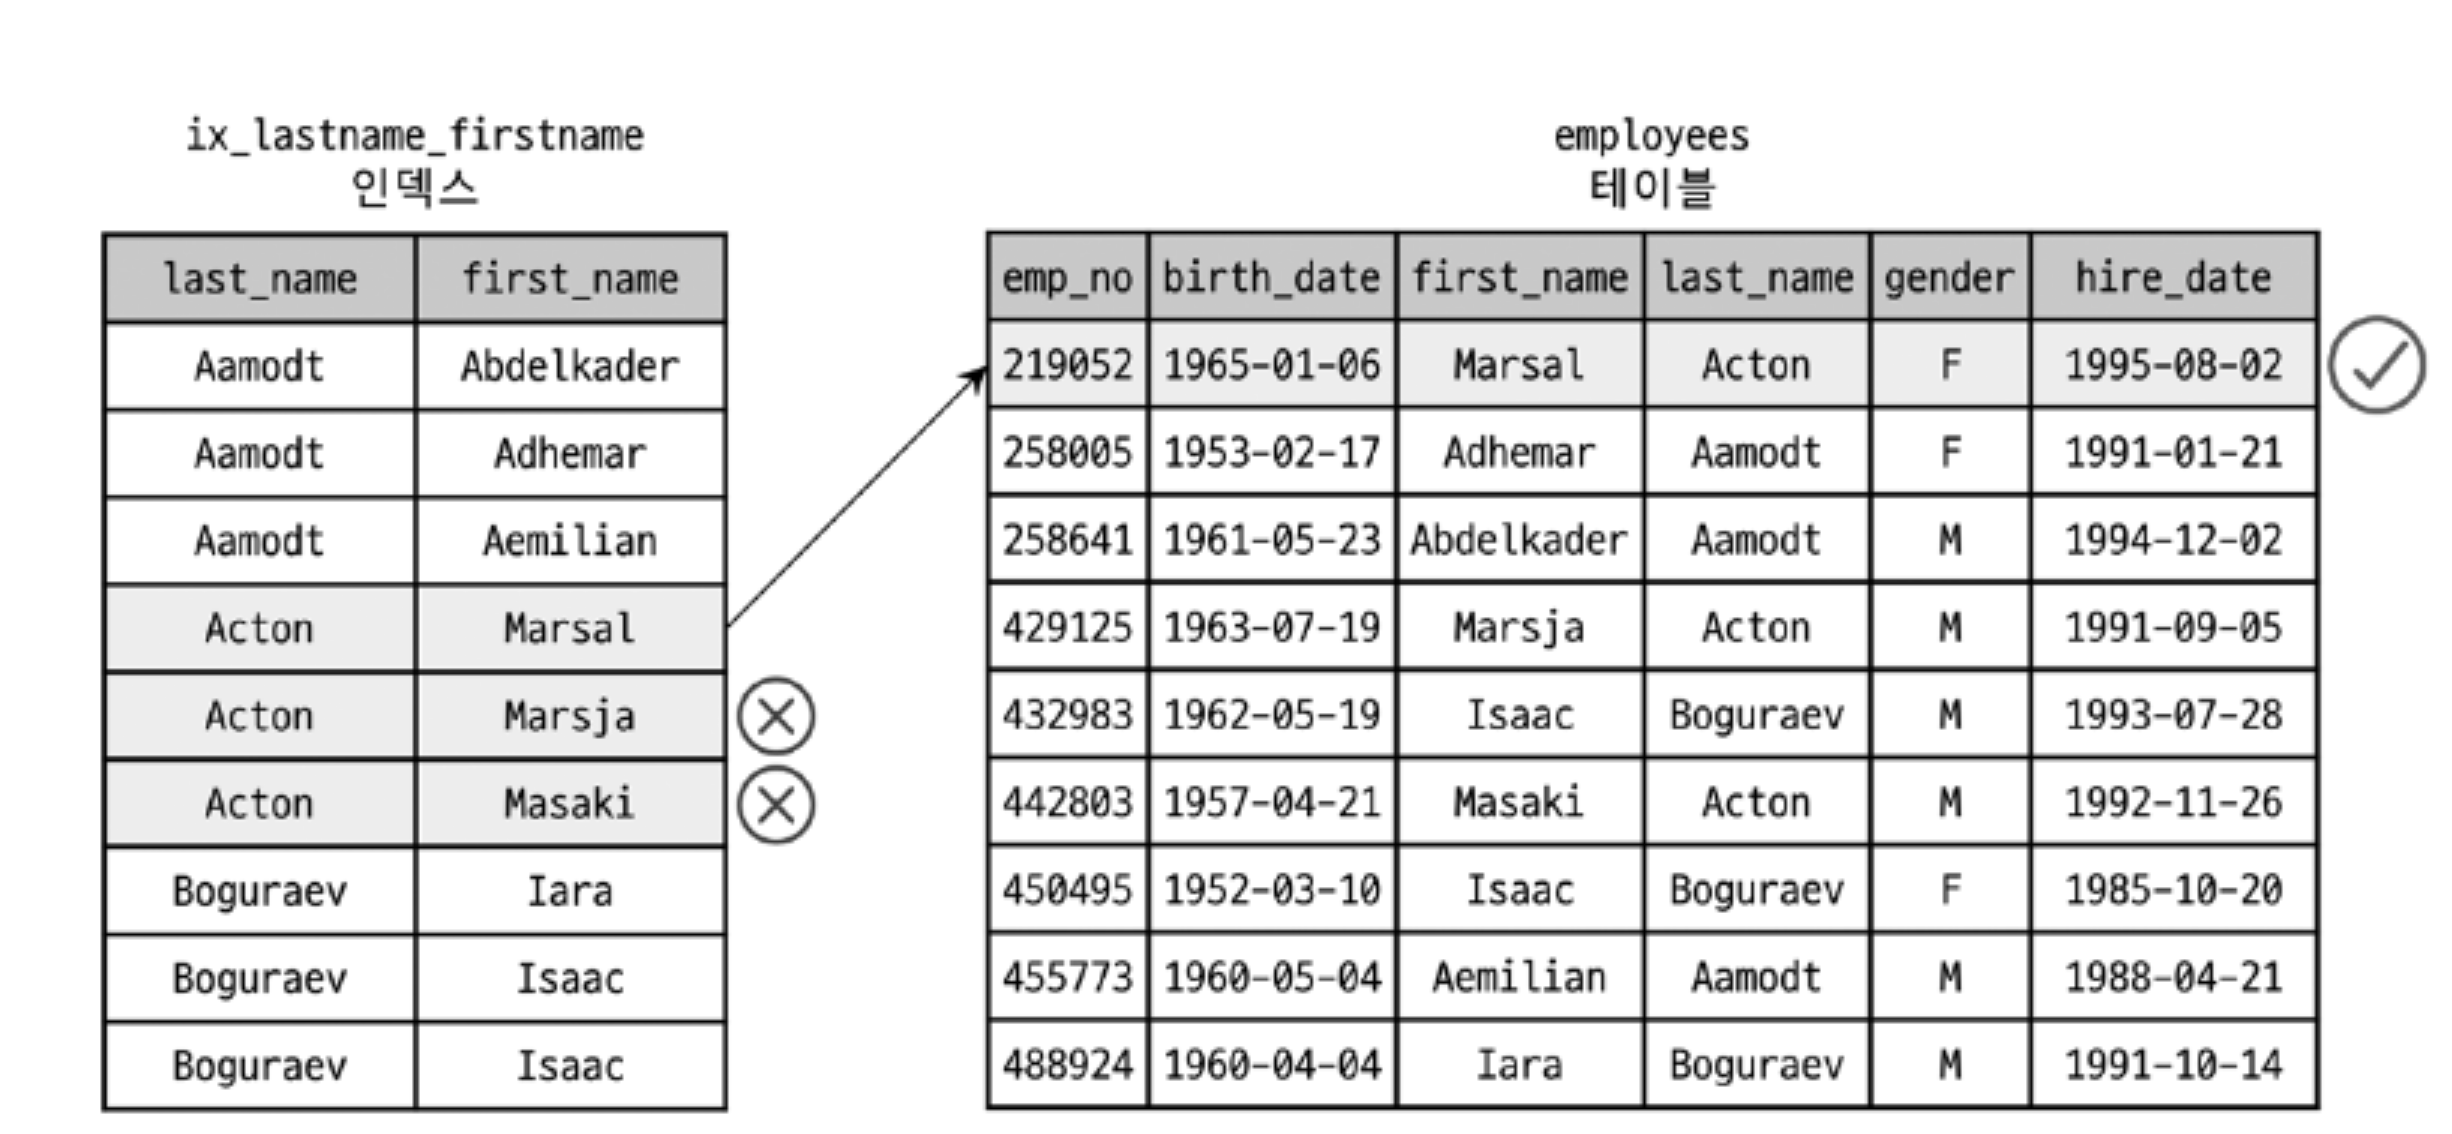 ix_lastname_firstname
인덱스
last_name first_name
Aamodt Abdelkader
Aamodt Adhemar
Aamodt Aemilian
Acton Marsal
Acton Marsja
Acton Masaki
Boguraev Iara
Boguraev Isaac
Boguraev Isaac
employees
테이블
emp_no birth_date first_name last_name gender hire_date
219052 1965-01-06 Marsal Acton F 1995-08-02
258005 1953-02-17 Adhemar Aamodt F 1991-01-21
258641 1961-05-23 Abdelkader Aamodt M 1994-12-02
429125 1963-07-19 Marsja Acton M 1991-09-05
432983 1962-05-19 Isaac Boguraev M 1993-07-28
442803 1957-04-21 Masaki Acton M 1992-11-26
450495 1952-03-10 Isaac Boguraev F 1985-10-20
455773 1960-05-04 Aemilian Aamodt M 1988-04-21
488924 1960-04-04 Iara Boguraev M 1991-10-14